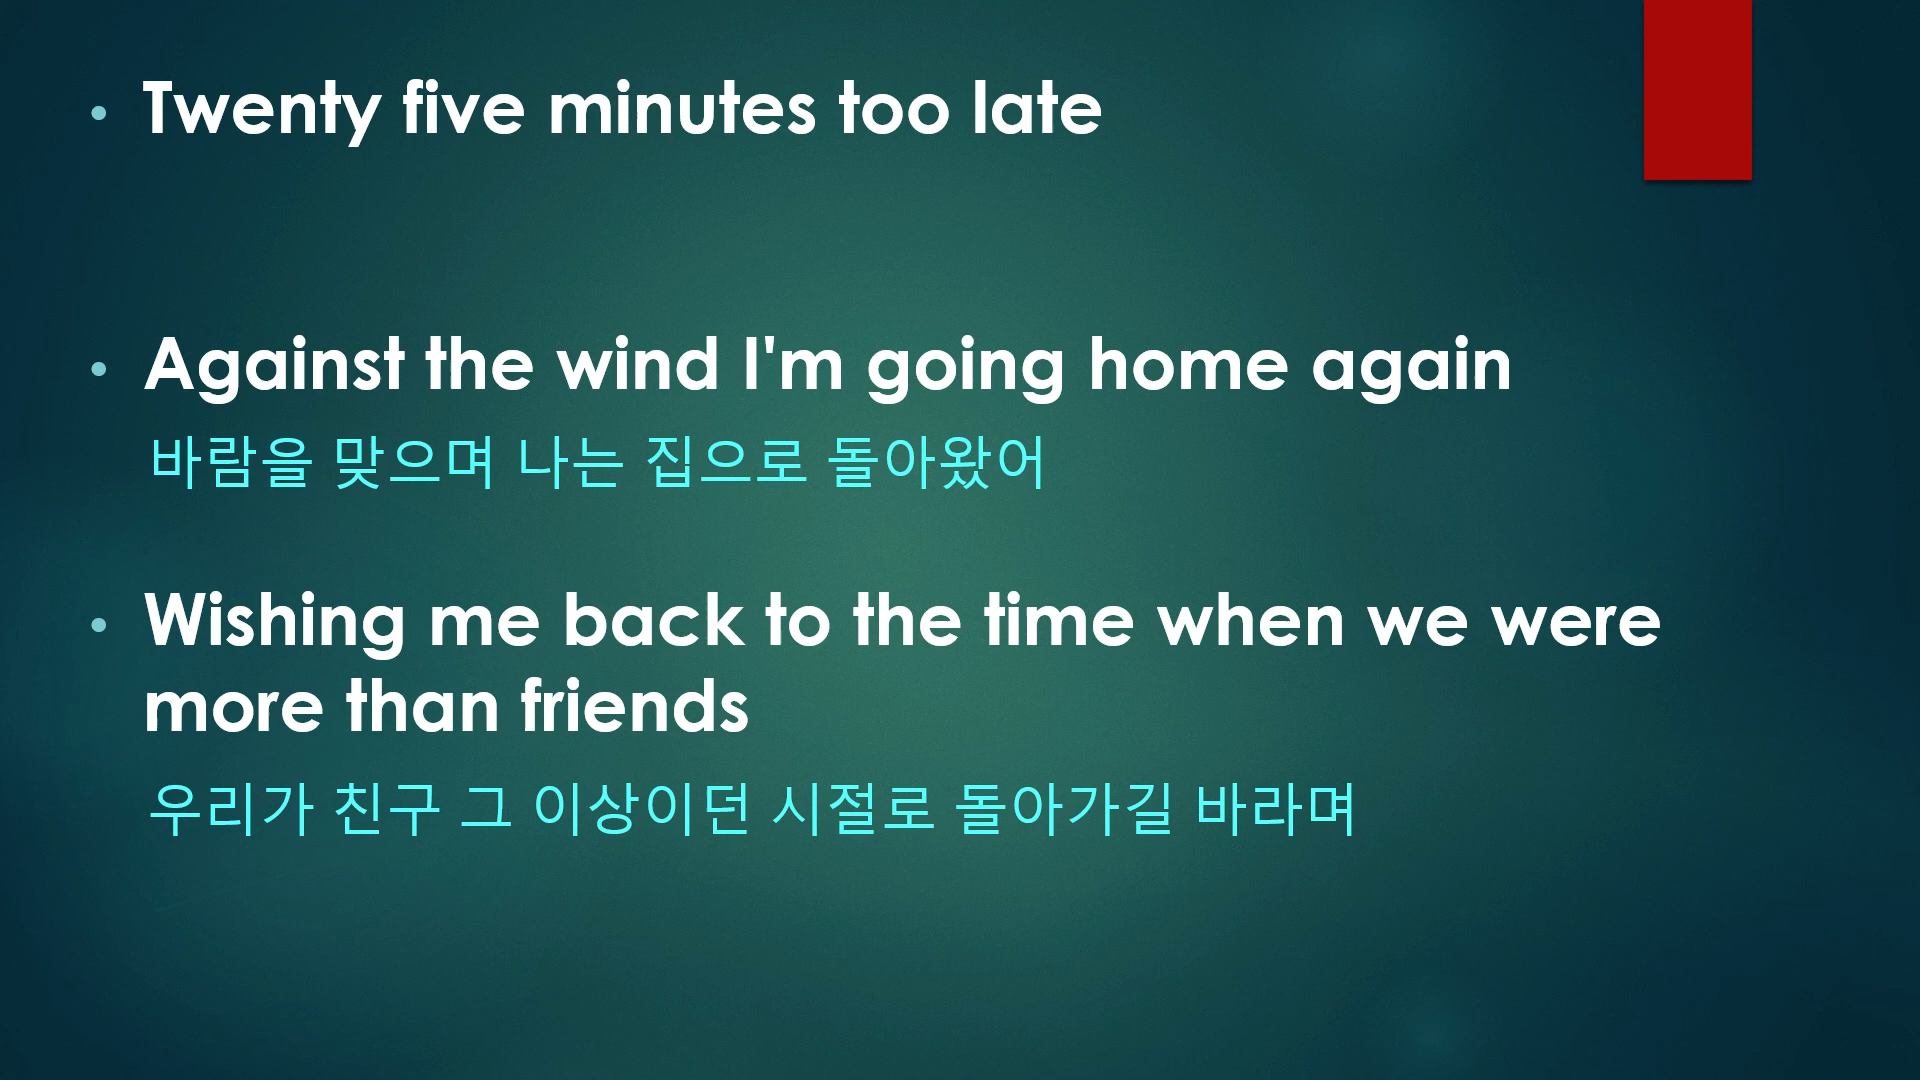 Twenty five minutes too late
Against the wind I'm going home again
바람을 맞으며 나는 집으로 돌아왔어
Wishing me back to the time when we were
more than friends
우리가 친구 그 이상이던 시절로 돌아가길 바라며